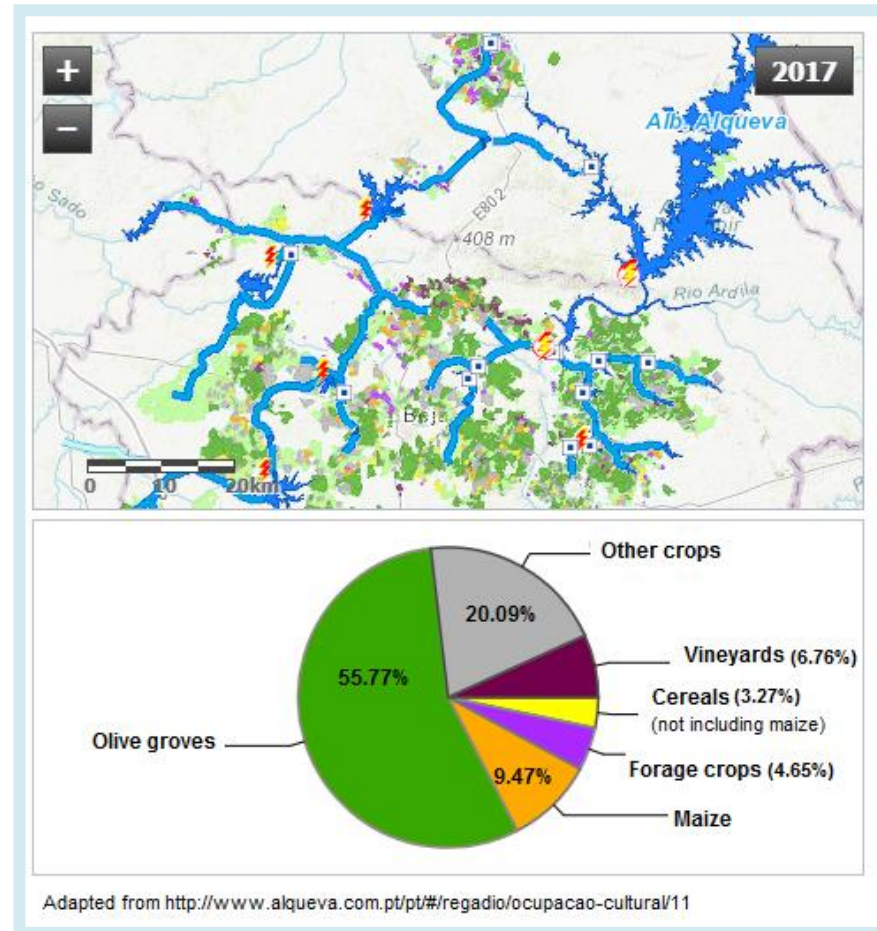 +
2017
−
Alb. Alqueva
Sado
E802
408 m
Rio Ardila
Beja
0 10 20km
Other crops
20.09%
Vineyards (6.76%)
55.77%
Cereals (3.27%)
(not including maize)
Olive groves
Forage crops (4.65%)
9.47%
Maize
Adapted from http://www.alqueva.com.pt/pt/#/regadio/ocupacao-cultural/11